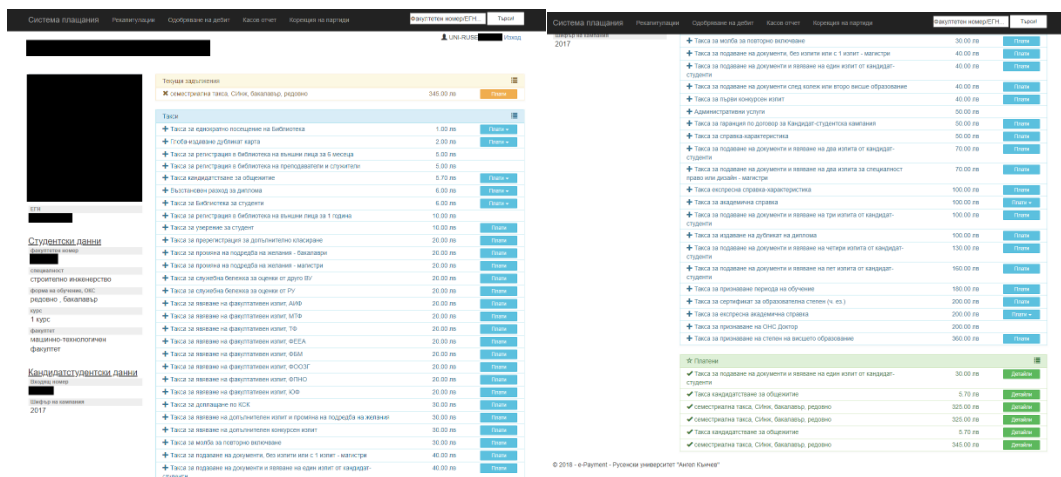 Система плащания Рекапитулации Одобряване на дебит Касов отчет Корекция на партиди Факултетен номер/ЕГН... Търси!
UNI-RUSE Изход
ЕГН
Студентски данни
факултетен номер
специалност
строително инженерство
форма на обучение, ОКС
редовно , бакалавър
курс
1 курс
факултет
машинно-технологичен
факултет
Кандидатстудентски данни
Входящ номер
Шифър на кампания
2017
Текущи задължения
семестриална такса, СИнж, бакалавър, редовно 345.00 лв Плати
Такси
Такса за еднократно посещение на Библиотека 1.00 лв Плати
Глоба-издаване дубликат карта 2.00 лв Плати
Такса за регистрация в библиотека на външни лица за 6 месеца 5.00 лв
Такса за регистрация в библиотека на преподаватели и служители 5.00 лв
Такса кандидатстване за общежитие 5.70 лв Плати
Възстановен разход за диплома 6.00 лв Плати
Такса за Библиотека за студенти 6.00 лв Плати
Такса за регистрация в библиотека на външни лица за 1 година 10.00 лв
Такса за уверение за студент 10.00 лв Плати
Такса за пререгистрация за допълнително класиране 20.00 лв Плати
Такса за промяна на подредба на желания - бакалаври 20.00 лв Плати
Такса за промяна на подредба на желания - магистри 20.00 лв Плати
Такса за служебна бележка за оценки от друго ВУ 20.00 лв Плати
Такса за служебна бележка за оценки от РУ 20.00 лв Плати
Такса за явяване на факултативен изпит, АИФ 20.00 лв Плати
Такса за явяване на факултативен изпит, МТФ 20.00 лв Плати
Такса за явяване на факултативен изпит, ТФ 20.00 лв Плати
Такса за явяване на факултативен изпит, ФЕЕА 20.00 лв Плати
Такса за явяване на факултативен изпит, ФБМ 20.00 лв Плати
Такса за явяване на факултативен изпит, ФООЗГ 20.00 лв Плати
Такса за явяване на факултативен изпит, ФПНО 20.00 лв Плати
Такса за явяване на факултативен изпит, ЮФ 20.00 лв Плати
Такса за доплащане по КСК 30.00 лв Плати
Такса за явяване на допълнителен изпит и промяна на подредба на желания 30.00 лв Плати
Такса за явяване на допълнителен конкурсен изпит 30.00 лв Плати
Такса за молба за повторно включване 30.00 лв Плати
Такса за подаване на документи, без изпити или с 1 изпит - магистри 40.00 лв Плати
Такса за подаване на документи и явяване на един изпит от кандидат- 40.00 лв Плати
студенти
Система плащания Рекапитулации Одобряване на дебит Касов отчет Корекция на партиди Факултетен номер/ЕГН... Търси!
Шифър на кампания
2017
Такса за молба за повторно включване 30.00 лв Плати
Такса за подаване на документи, без изпити или с 1 изпит - магистри 40.00 лв Плати
Такса за подаване на документи и явяване на един изпит от кандидат- 40.00 лв Плати
студенти
Такса за подаване на документи след колеж или второ висше образование 40.00 лв Плати
Такса за първи конкурсен изпит 40.00 лв Плати
Административни услуги 50.00 лв
Такса за гаранция по договор за Кандидат-студентска кампания 50.00 лв Плати
Такса за справка-характеристика 50.00 лв Плати
Такса за подаване на документи и явяване на два изпита от кандидат- 70.00 лв Плати
студенти
Такса за подаване на документи и явяване на два изпита за специалност 70.00 лв Плати
право или дизайн - магистри
Такса експресна справка-характеристика 100.00 лв Плати
Такса за академична справка 100.00 лв Плати
Такса за подаване на документи и явяване на три изпита от кандидат- 100.00 лв Плати
студенти
Такса за издаване на дубликат на диплома 100.00 лв Плати
Такса за подаване на документи и явяване на четири изпита от кандидат- 130.00 лв Плати
студенти
Такса за подаване на документи и явяване на пет изпита от кандидат- 160.00 лв Плати
студенти
Такса за признаване периода на обучение 180.00 лв Плати
Такса за сертификат за образователна степен (ч. ез.) 200.00 лв Плати
Такса за експресна академична справка 200.00 лв Плати
Такса за признаване на ОНС Доктор 200.00 лв
Такса за признаване на степен на висшето образование 360.00 лв Плати
Платени
Такса за подаване на документи и явяване на един изпит от кандидат- 30.00 лв Детайли
студенти
Такса кандидатстване за общежитие 5.70 лв Детайли
семестриална такса, СИнж, бакалавър, редовно 325.00 лв Детайли
семестриална такса, СИнж, бакалавър, редовно 325.00 лв Детайли
Такса кандидатстване за общежитие 5.70 лв Детайли
семестриална такса, СИнж, бакалавър, редовно 345.00 лв Детайли
© 2018 - e-Payment - Русенски университет "Ангел Кънчев"